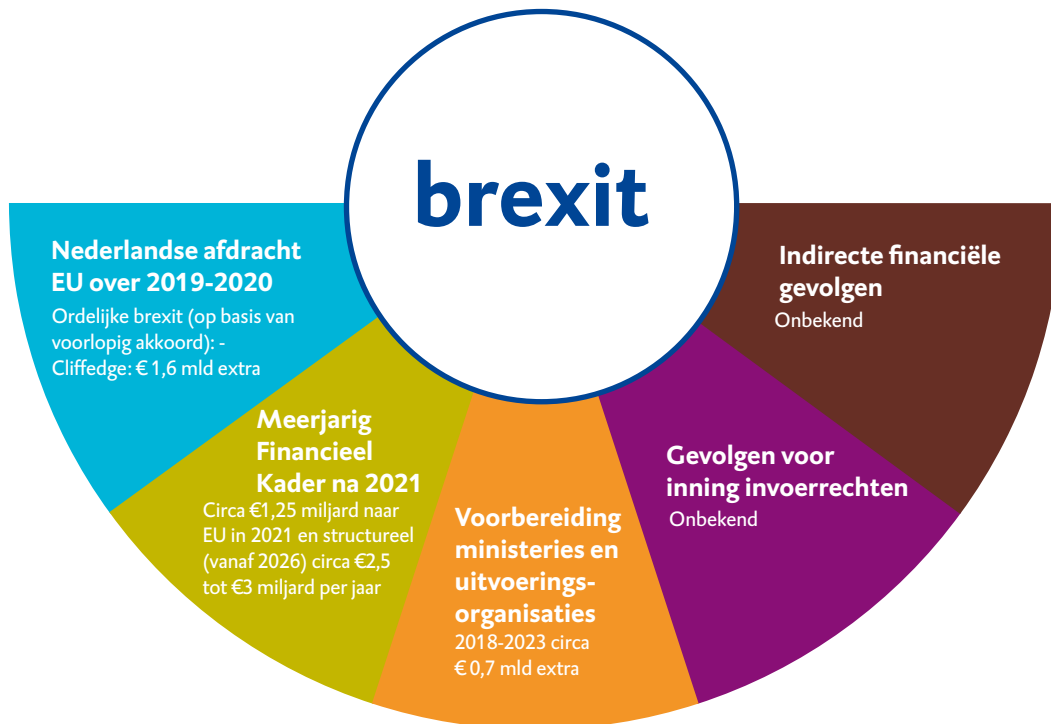 brexit
Nederlandse afdracht
EU over 2019-2020
Ordelijke brexit (op basis van
voorlopig akkoord): -
Cliffedge: € 1,6 mld extra
Meerjarig
Financieel
Kader na 2021
Circa €1,25 miljard naar
EU in 2021 en structureel
(vanaf 2026) circa €2,5
tot €3 miljard per jaar
Voorbereiding
ministeries en
uitvoerings-
organisaties
2018-2023 circa
€ 0,7 mld extra
Gevolgen voor
inning invoerrechten
Onbekend
Indirecte financiële
gevolgen
Onbekend